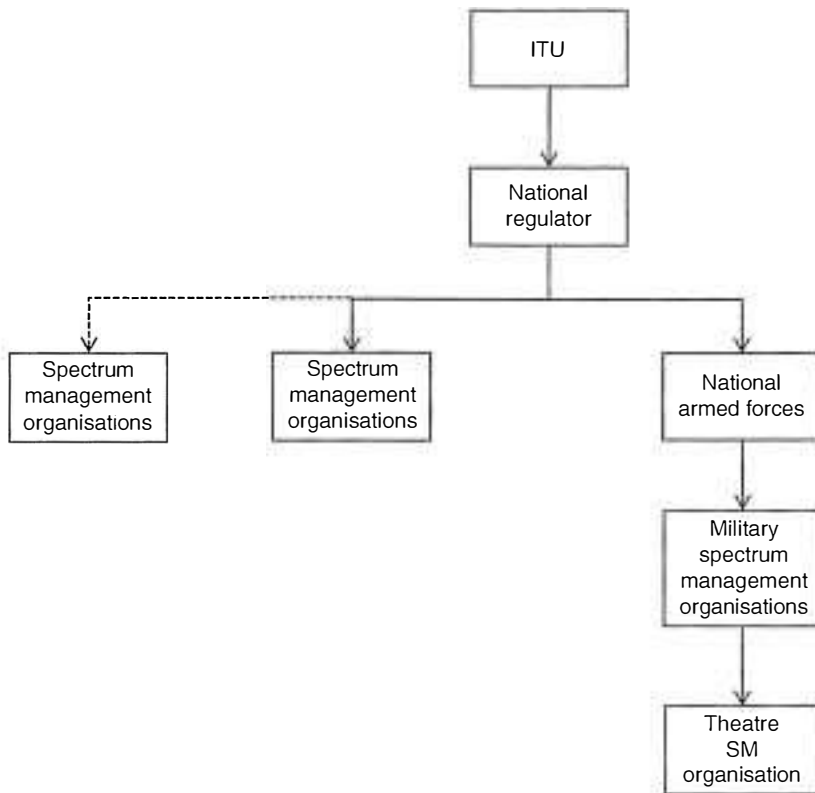 ITU
National
regulator
Spectrum
management
organisations
Spectrum
management
organisations
National
armed forces
Military
spectrum
management
organisations
Theatre
SM
organisation